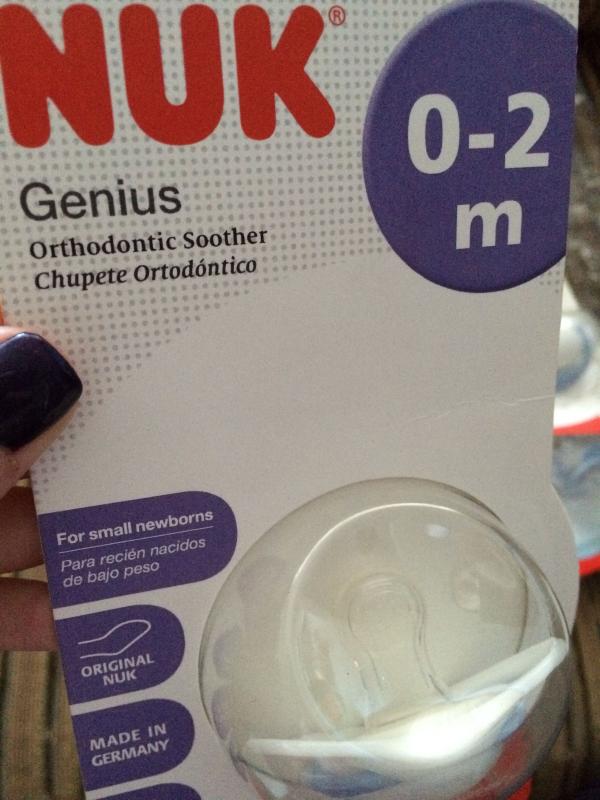 NUK®
0-2
m
Genius
Orthodontic Soother
Chupete Ortodóntico
For small newborns
Para recién nacidos
de bajo peso
ORIGINAL
NUK
MADE IN
GERMANY